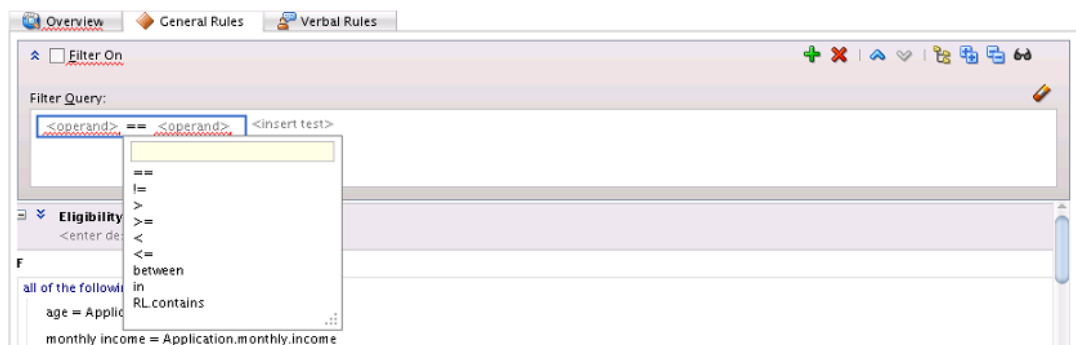 Overview General Rules Verbal Rules
Filter On
Filter Query:
<operand> == <operand> <insert test>
==
!=
>
>=
<
<=
between
in
RL.contains
Eligibility
<enter de
F
all of the followi
age = Applic
monthly income = Application.monthly.income